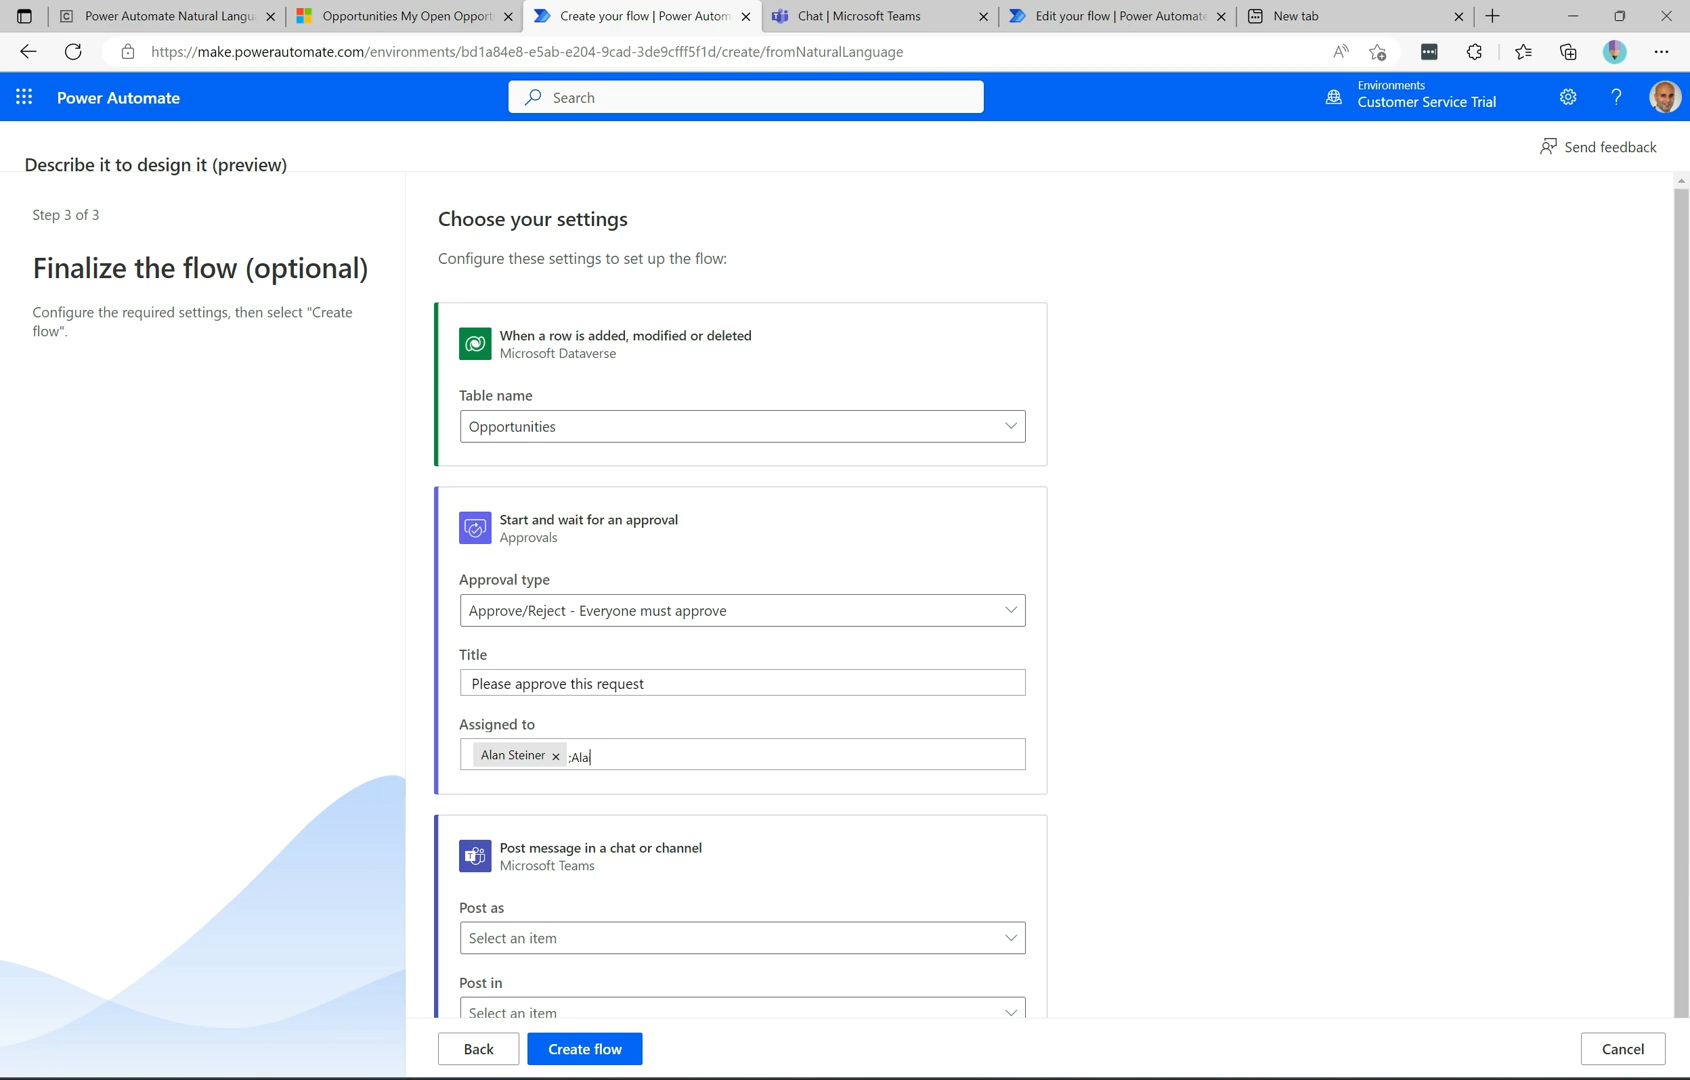 Power Automate Natural Langu
Opportunities My Open Opport
Create your flow | Power Autom
Chat | Microsoft Teams
Edit your flow | Power Automate
New tab
https://make.powerautomate.com/environments/bd1a84e8-e5ab-e204-9cad-3de9cfff5f1d/create/fromNaturalLanguage
Power Automate
Search
Environments
Customer Service Trial
Send feedback
Describe it to design it (preview)
Step 3 of 3
Finalize the flow (optional)
Configure the required settings, then select "Create
flow".
Choose your settings
Configure these settings to set up the flow:
When a row is added, modified or deleted
Microsoft Dataverse
Table name
Opportunities
Start and wait for an approval
Approvals
Approval type
Approve/Reject - Everyone must approve
Title
Please approve this request
Assigned to
Alan Steiner ;Ala
Post message in a chat or channel
Microsoft Teams
Post as
Select an item
Post in
Select an item
Back
Create flow
Cancel